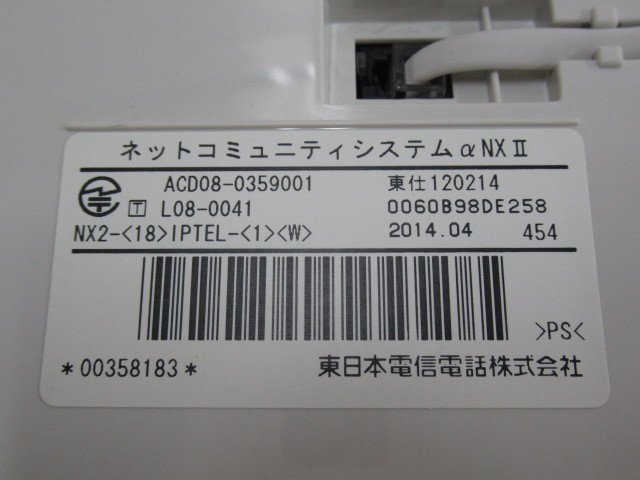 ネットコミュニティシステムαNXⅡ
ACD08-0359001 東仕120214
T L08-0041 0060B98DE258
NX2-<18>IPTEL-<1><W> 2014.04 454
>PS<
*00358183* 東日本電信電話株式会社